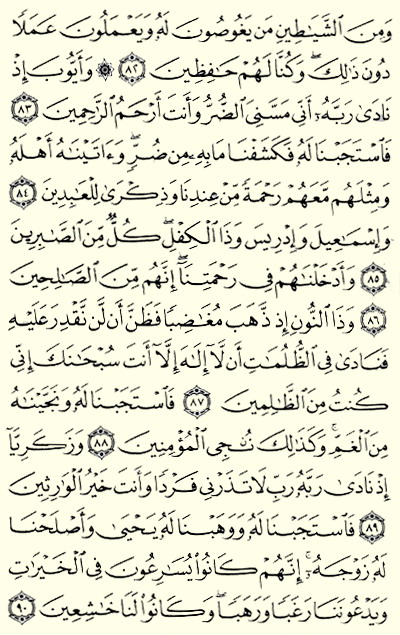 وَمِنَ ٱلشَّيَٰطِينِ مَن يَغُوصُونَ لَهُۥ وَيَعْمَلُونَ عَمَلًا
دُونَ ذَٰلِكَ ۖ وَكُنَّا لَهُمْ حَٰفِظِينَ ﴿٨٢﴾ ۞ وَأَيُّوبَ إِذْ
نَادَىٰ رَبَّهُۥٓ أَنِّى مَسَّنِىَ ٱلضُّرُّ وَأَنتَ أَرْحَمُ ٱلرَّٰحِمِينَ ﴿٨٣﴾
فَٱسْتَجَبْنَا لَهُۥ فَكَشَفْنَا مَا بِهِۦ مِن ضُرٍّ ۖ وَءَاتَيْنَٰهُ أَهْلَهُۥ
وَمِثْلَهُم مَّعَهُمْ رَحْمَةً مِّنْ عِندِنَا وَذِكْرَىٰ لِلْعَٰبِدِينَ ﴿٨٤﴾
وَإِسْمَٰعِيلَ وَإِدْرِيسَ وَذَا ٱلْكِفْلِ ۖ كُلٌّ مِّنَ ٱلصَّٰبِرِينَ
﴿٨٥﴾ وَأَدْخَلْنَٰهُمْ فِى رَحْمَتِنَآ ۖ إِنَّهُم مِّنَ ٱلصَّٰلِحِينَ
﴿٨٦﴾ وَذَا ٱلنُّونِ إِذ ذَّهَبَ مُغَٰضِبًا فَظَنَّ أَن لَّن نَّقْدِرَ عَلَيْهِ
فَنَادَىٰ فِى ٱلظُّلُمَٰتِ أَن لَّآ إِلَٰهَ إِلَّآ أَنتَ سُبْحَٰنَكَ إِنِّى
كُنتُ مِنَ ٱلظَّٰلِمِينَ ﴿٨٧﴾ فَٱسْتَجَبْنَا لَهُۥ وَنَجَّيْنَٰهُ
مِنَ ٱلْغَمِّ ۚ وَكَذَٰلِكَ نُۨجِى ٱلْمُؤْمِنِينَ ﴿٨٨﴾ وَزَكَرِيَّآ
إِذْ نَادَىٰ رَبَّهُۥ رَبِّ لَا تَذَرْنِى فَرْدًا وَأَنتَ خَيْرُ ٱلْوَٰرِثِينَ
﴿٨٩﴾ فَٱسْتَجَبْنَا لَهُۥ وَوَهَبْنَا لَهُۥ يَحْيَىٰ وَأَصْلَحْنَا
لَهُۥ زَوْجَهُۥٓ ۚ إِنَّهُمْ كَانُوا۟ يُسَٰرِعُونَ فِى ٱلْخَيْرَٰتِ
وَيَدْعُونَنَا رَغَبًا وَرَهَبًا ۖ وَكَانُوا۟ لَنَا خَٰشِعِينَ ﴿٩٠﴾